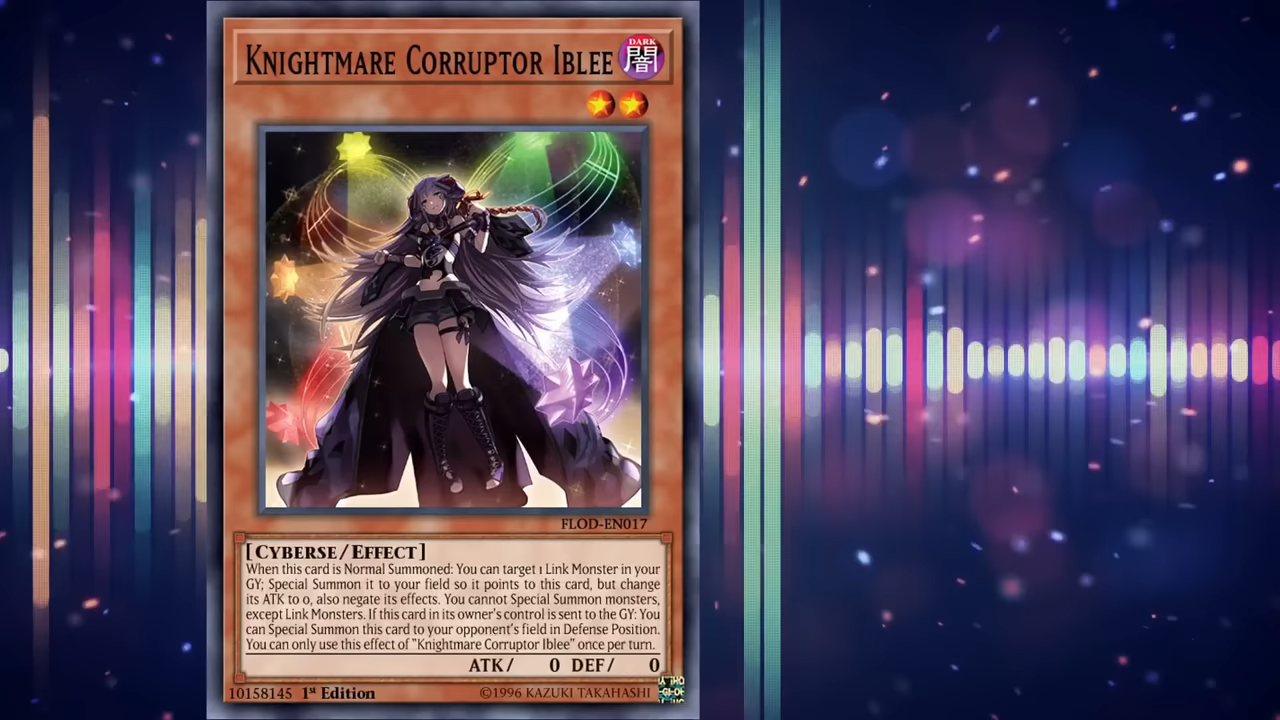 Knightmare Corruptor Iblee
DARK
闇
FLOD-EN017
[Cyberse/Effect]
When this card is Normal Summoned: You can target 1 Link Monster in your
GY; Special Summon it to your field so it points to this card, but change
its ATK to 0, also negate its effects. You cannot Special Summon monsters,
except Link Monsters. If this card in its owner's control is sent to the GY: You
can Special Summon this card to your opponent's field in Defense Position.
You can only use this effect of "Knightmare Corruptor Iblee" once per turn.
ATK/ 0 DEF/ 0
10158145 1st Edition ©1996 KAZUKI TAKAHASHI